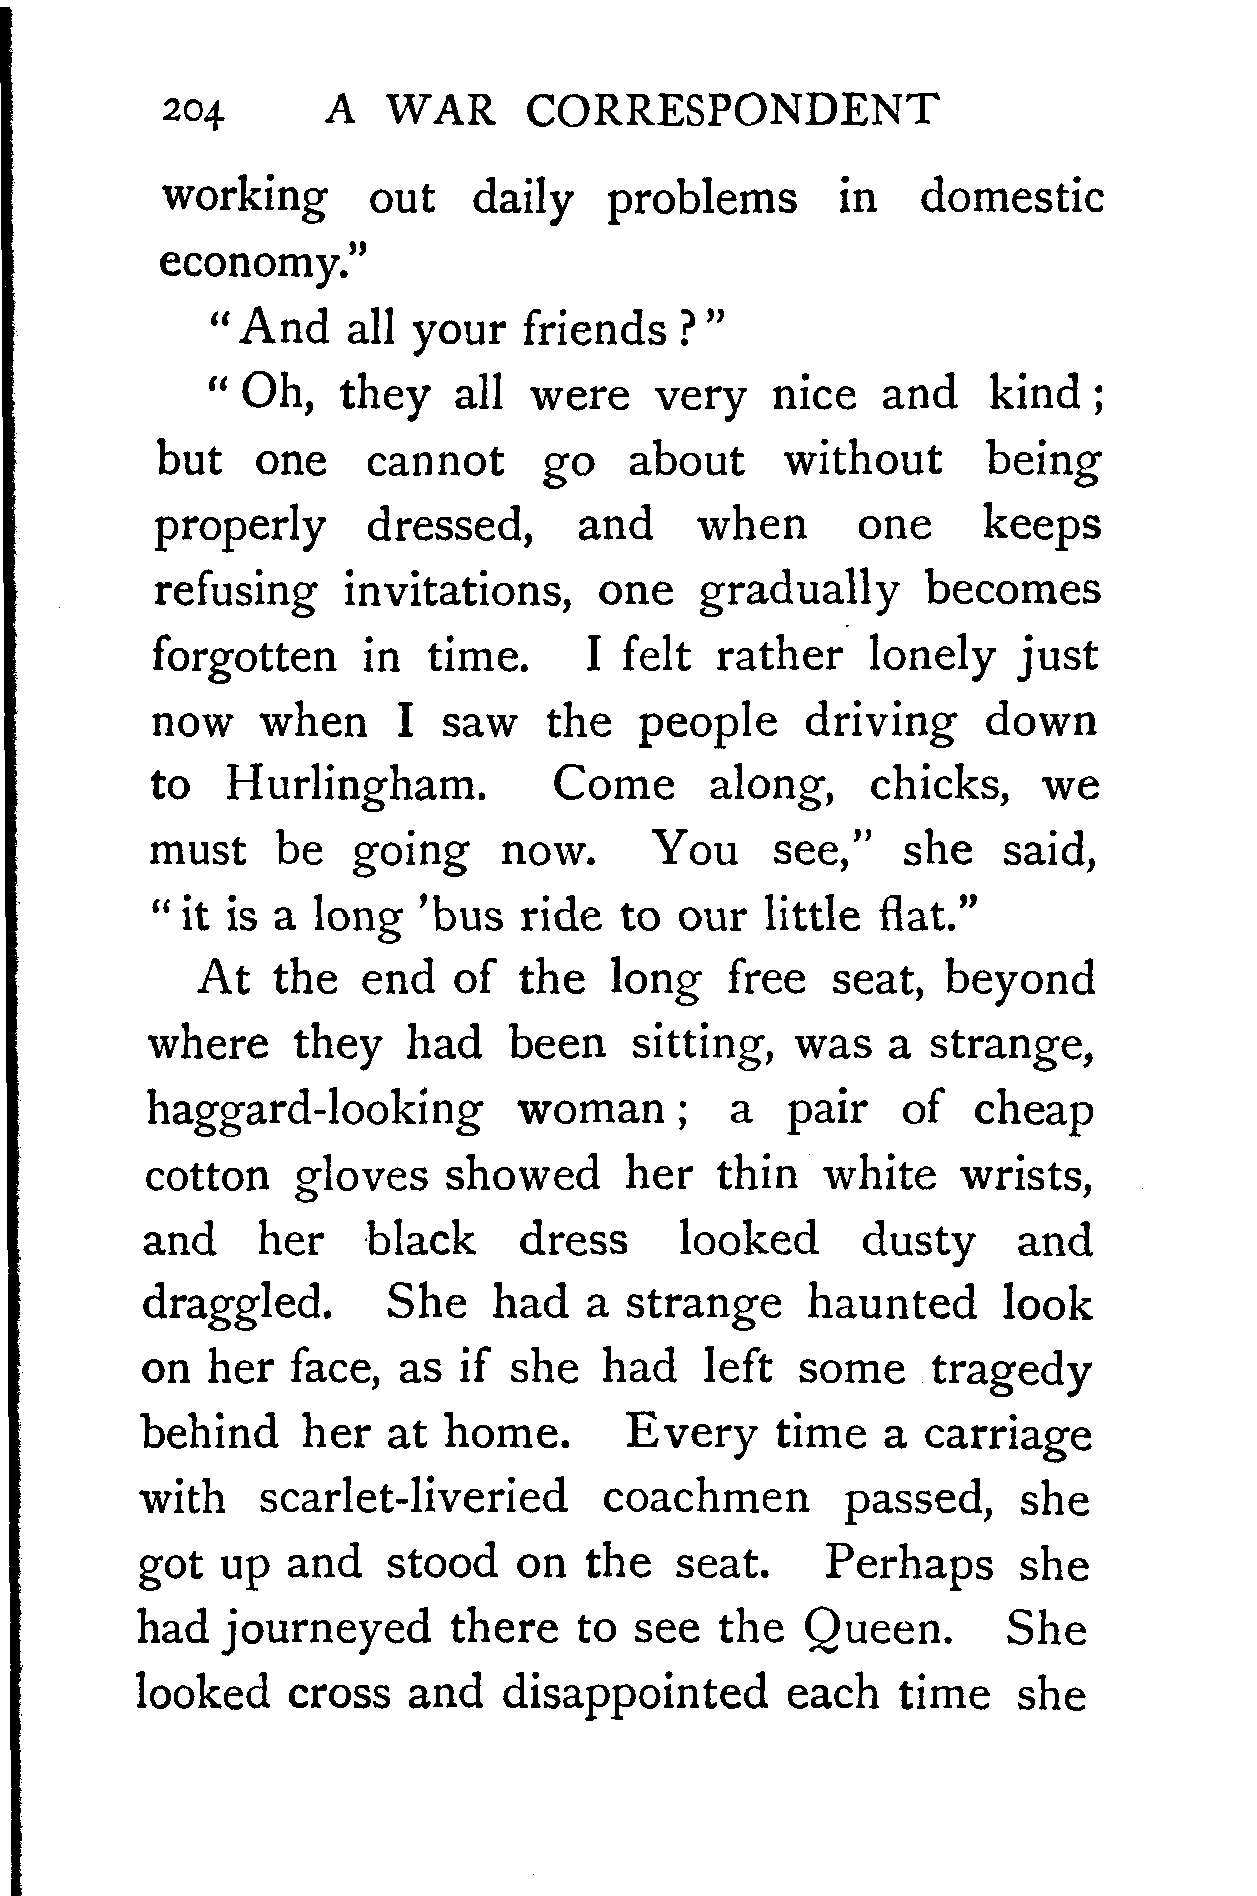 204 A WAR CORRESPONDENT
working out daily problems in domestic
economy."
"And all your friends ?"
"Oh, they all were very nice and kind ;
but one cannot go about without being
properly dressed, and when one keeps
refusing invitations, one gradually becomes
forgotten in time. I felt rather lonely just
now when I saw the people driving down
to Hurlingham. Come along, chicks, we
must be going now. You see," she said,
"it is a long 'bus ride to our little flat."
At the end of the long free seat, beyond
where they had been sitting, was a strange,
haggard-looking woman ; a pair of cheap
cotton gloves showed her thin white wrists,
and her black dress looked dusty and
draggled. She had a strange haunted look
on her face, as if she had left some tragedy
behind her at home. Every time a carriage
with scarlet-liveried coachmen passed, she
got up and stood on the seat. Perhaps she
had journeyed there to see the Queen. She
looked cross and disappointed each time she